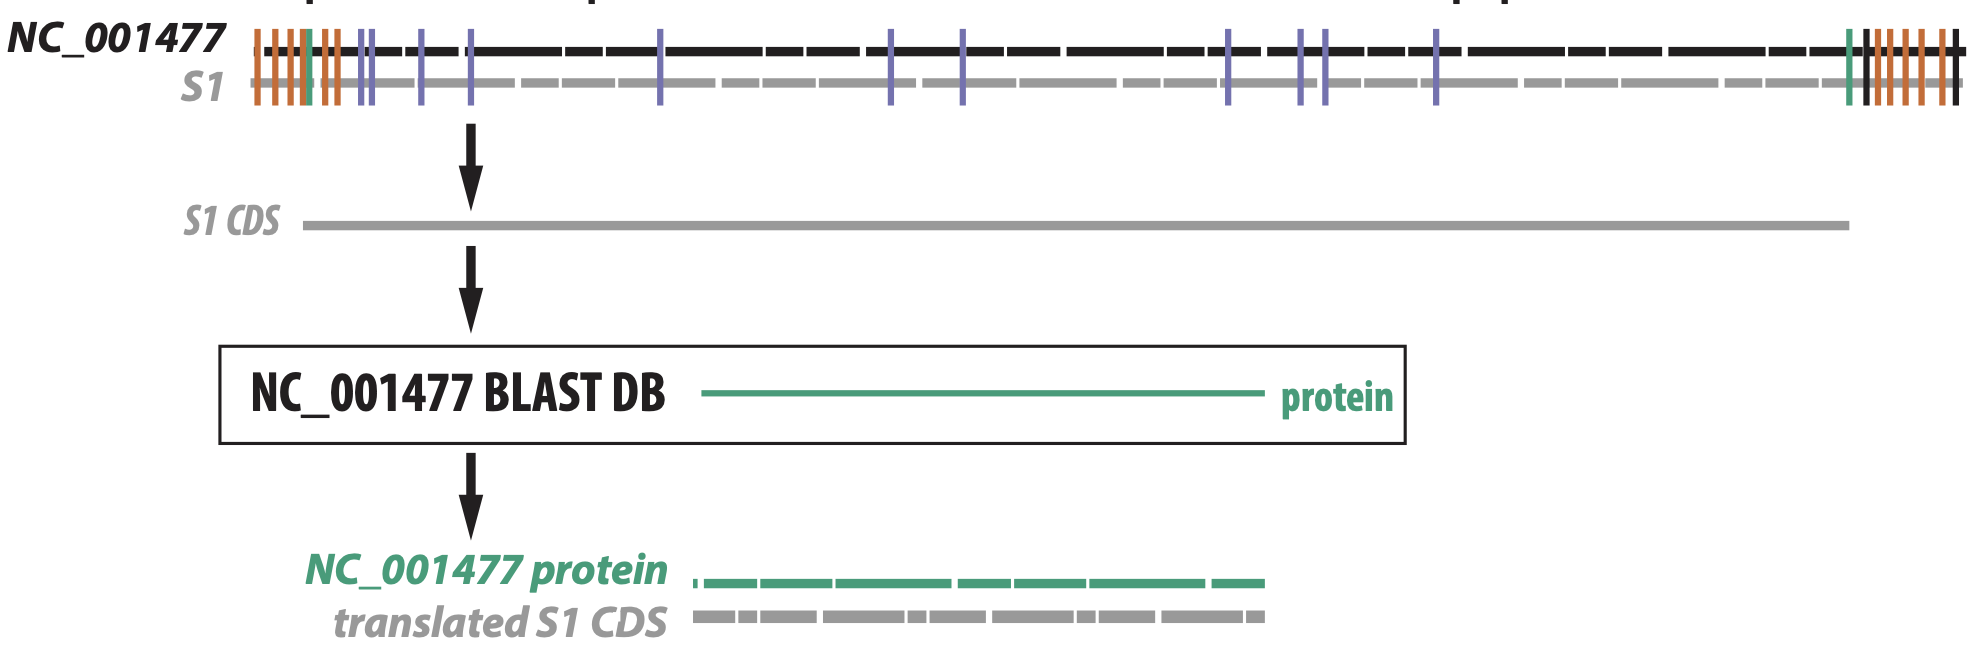 NC_001477
S1
S1 CDS
NC_001477 BLAST DB protein
NC_001477 protein
translated S1 CDS